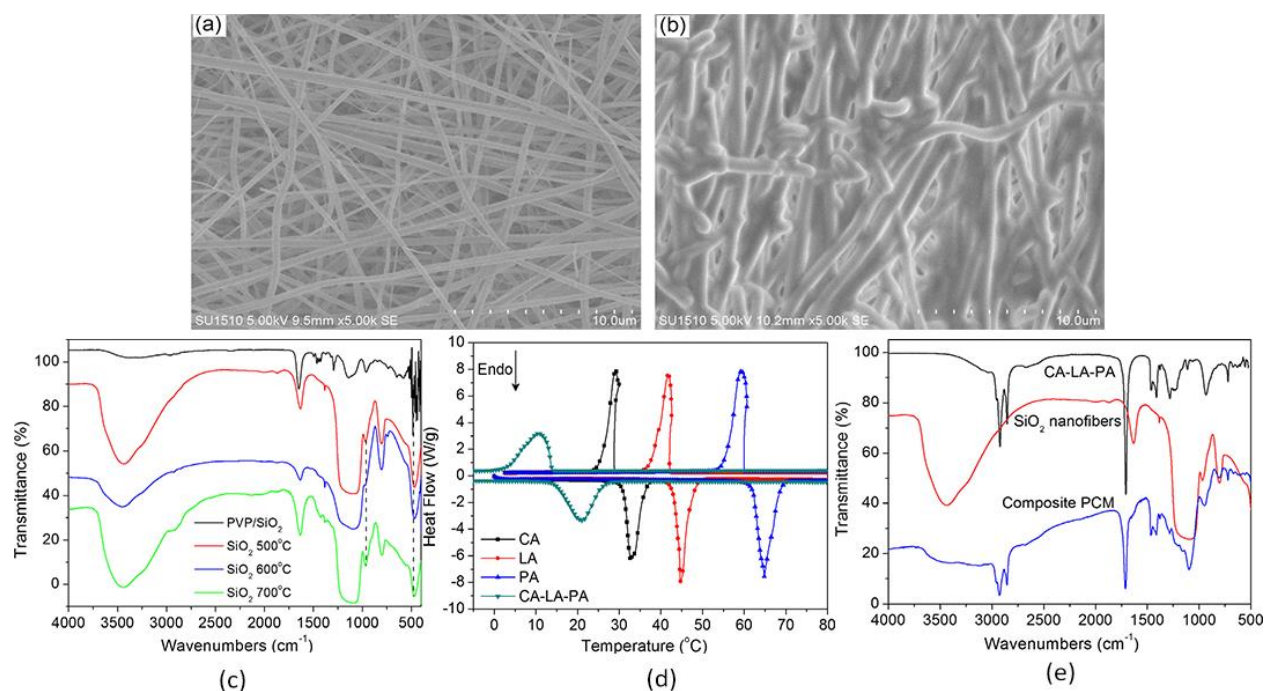 (a)
SU1510 5.00kV 9.5mm x5.00k SE 10.0um
(b)
SU1510 5.00kV 10.2mm x5.00k SE 10.0um
Transmittance (%)
100
80
60
40
20
0
PVP/SiO₂
SiO₂ 500°C
SiO₂ 600°C
SiO₂ 700°C
4000 3500 3000 2500 2000 1500 1000 500
Wavenumbers (cm⁻¹)
(c)
Heat Flow (W/g)
10
8
6
4
2
0
-2
-4
-6
-8
-10
Endo
CA
LA
PA
CA-LA-PA
0 10 20 30 40 50 60 70 80
Temperature (°C)
(d)
Transmittance (%)
100
80
60
40
20
0
CA-LA-PA
SiO₂ nanofibers
Composite PCM
4000 3500 3000 2500 2000 1500 1000 500
Wavenumbers (cm⁻¹)
(e)